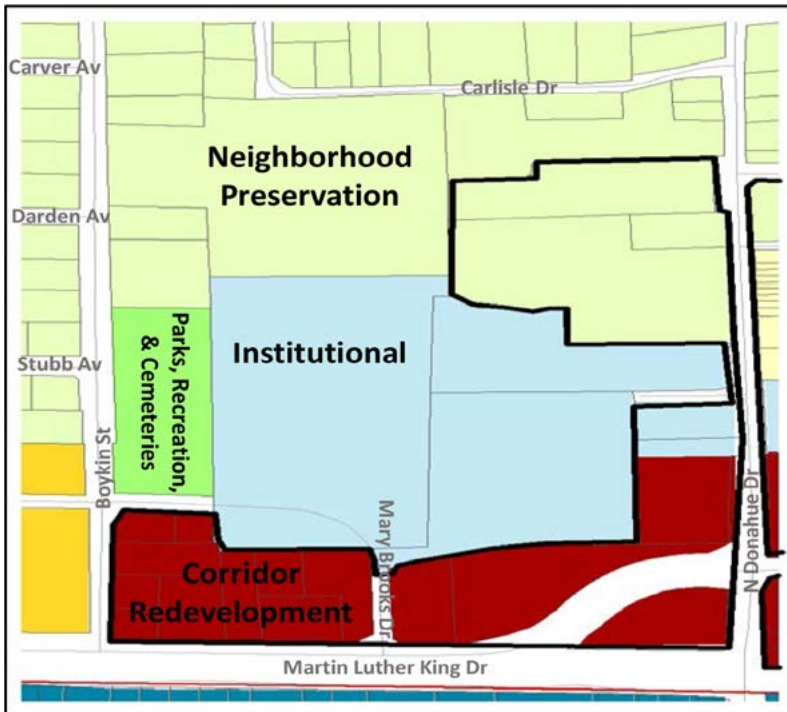 Carver Av
Carlisle Dr
Neighborhood
Preservation
Darden Av
Parks, Recreation,
& Cemeteries
Institutional
Stubb Av
Boykin St
Mary Brooks Dr
N Donahue Dr
Corridor
Redevelopment
Martin Luther King Dr